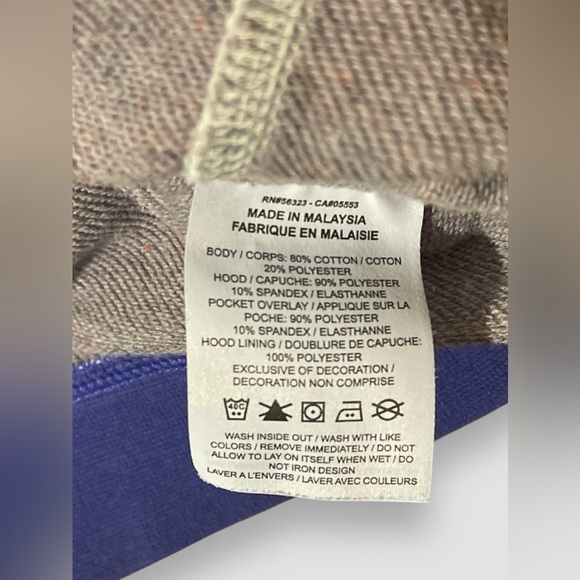 RN#56323 - CA#05553
MADE IN MALAYSIA
FABRIQUE EN MALAISIE
BODY / CORPS: 80% COTTON / COTON
20% POLYESTER
HOOD / CAPUCHE: 90% POLYESTER
10% SPANDEX / ELASTHANNE
POCKET OVERLAY / APPLIQUE SUR LA
POCHE: 90% POLYESTER
10% SPANDEX / ELASTHANNE
HOOD LINING / DOUBLURE DE CAPUCHE:
100% POLYESTER
EXCLUSIVE OF DECORATION /
DECORATION NON COMPRISE
40C
WASH INSIDE OUT / WASH WITH LIKE
COLORS / REMOVE IMMEDIATELY / DO NOT
ALLOW TO LAY ON ITSELF WHEN WET / DO
NOT IRON DESIGN
LAVER A L'ENVERS / LAVER AVEC COULEURS